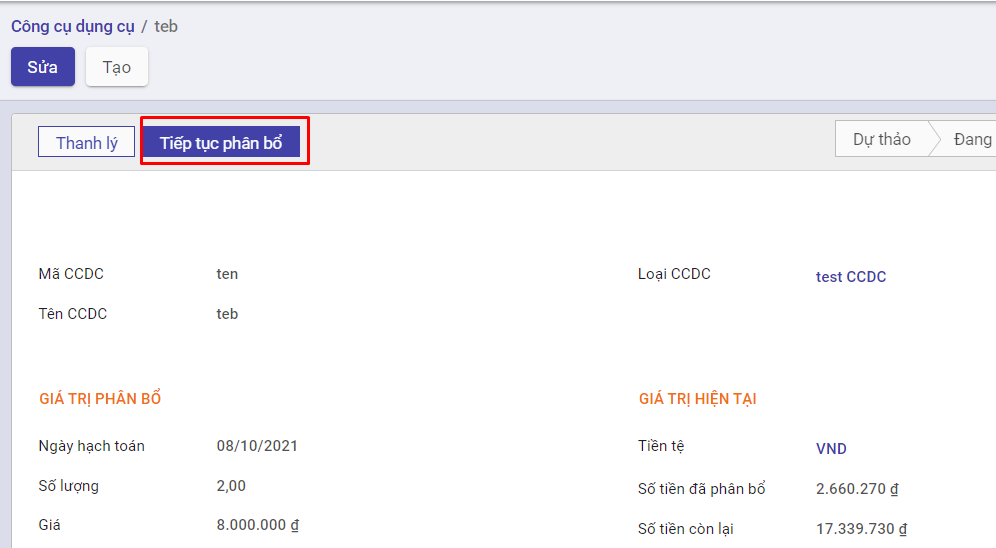 Công cụ dụng cụ / teb
Sửa Tạo
Thanh lý Tiếp tục phân bổ Dự thảo Đang
Mã CCDC ten Loại CCDC test CCDC
Tên CCDC teb
GIÁ TRỊ PHÂN BỔ GIÁ TRỊ HIỆN TẠI
Ngày hạch toán 08/10/2021 Tiền tệ VND
Số lượng 2,00 Số tiền đã phân bổ 2.660.270 ₫
Giá 8.000.000 ₫ Số tiền còn lại 17.339.730 ₫